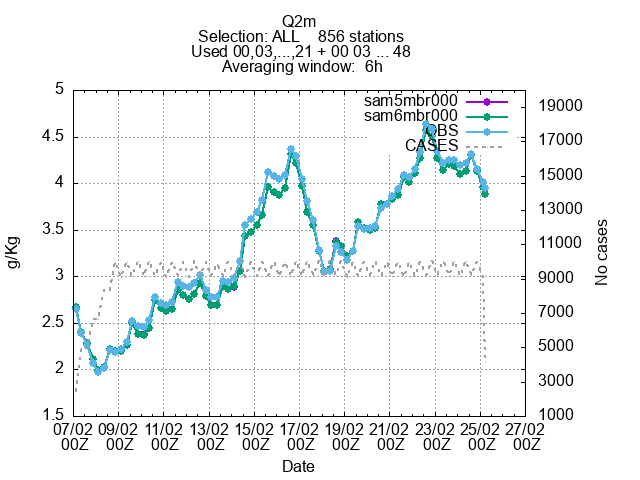 Q2m
Selection: ALL 856 stations
Used 00,03,...,21 + 00 03 ... 48
Averaging window: 6h
sam5mbr000
sam6mbr000
OBS
CASES
5
4.5
4
3.5
3
2.5
2
1.5
g/Kg
19000
17000
15000
13000
11000
9000
7000
5000
3000
1000
No cases
07/02 09/02 11/02 13/02 15/02 17/02 19/02 21/02 23/02 25/02 27/02
00Z 00Z 00Z 00Z 00Z 00Z 00Z 00Z 00Z 00Z 00Z
Date